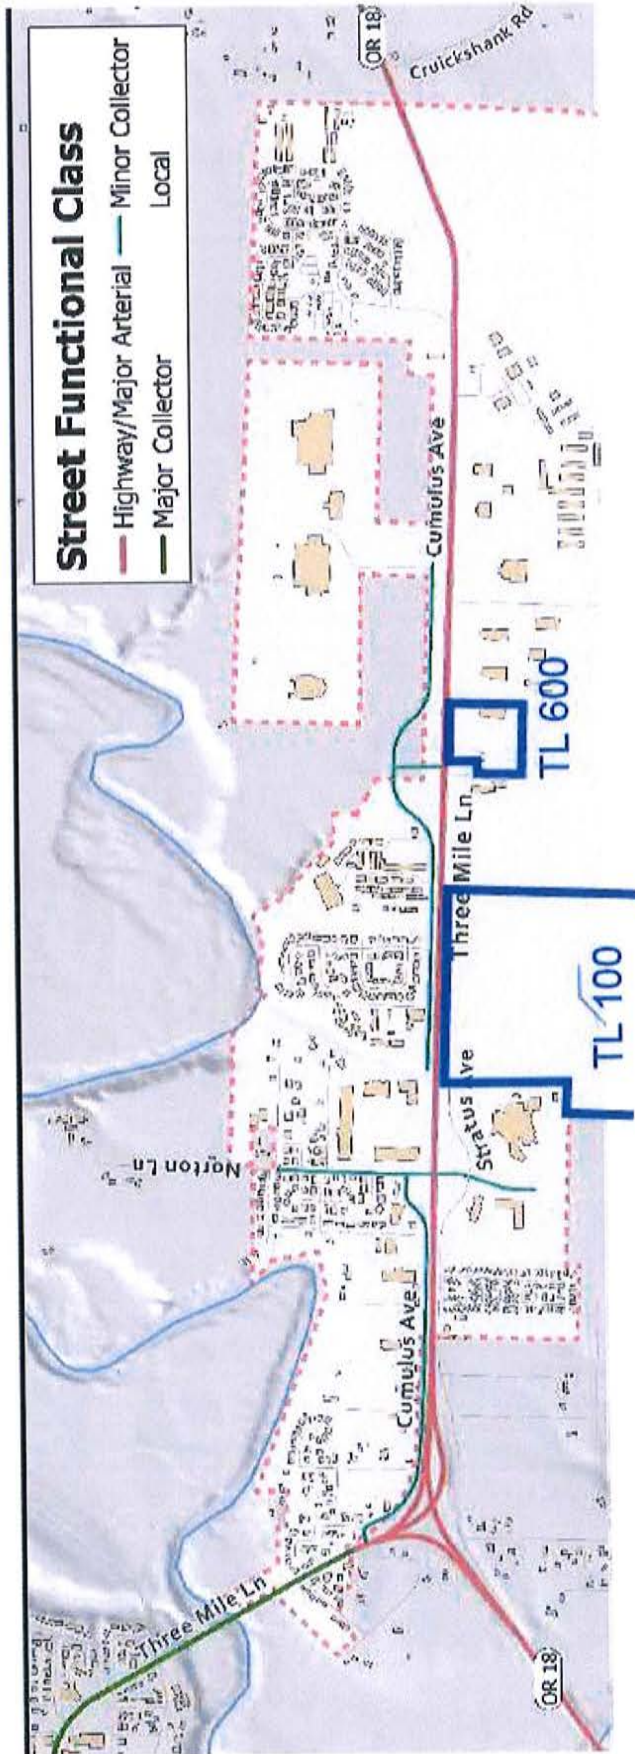 Street Functional Class
Highway/Major Arterial
Minor Collector
Major Collector
Local
OR 18
Cruickshank Rd
Cumulus Ave
TL 600
Three Mile Ln
TL 100
Stratus Ave
Norton Ln
Cumulus Ave
Three Mile Ln
OR 18